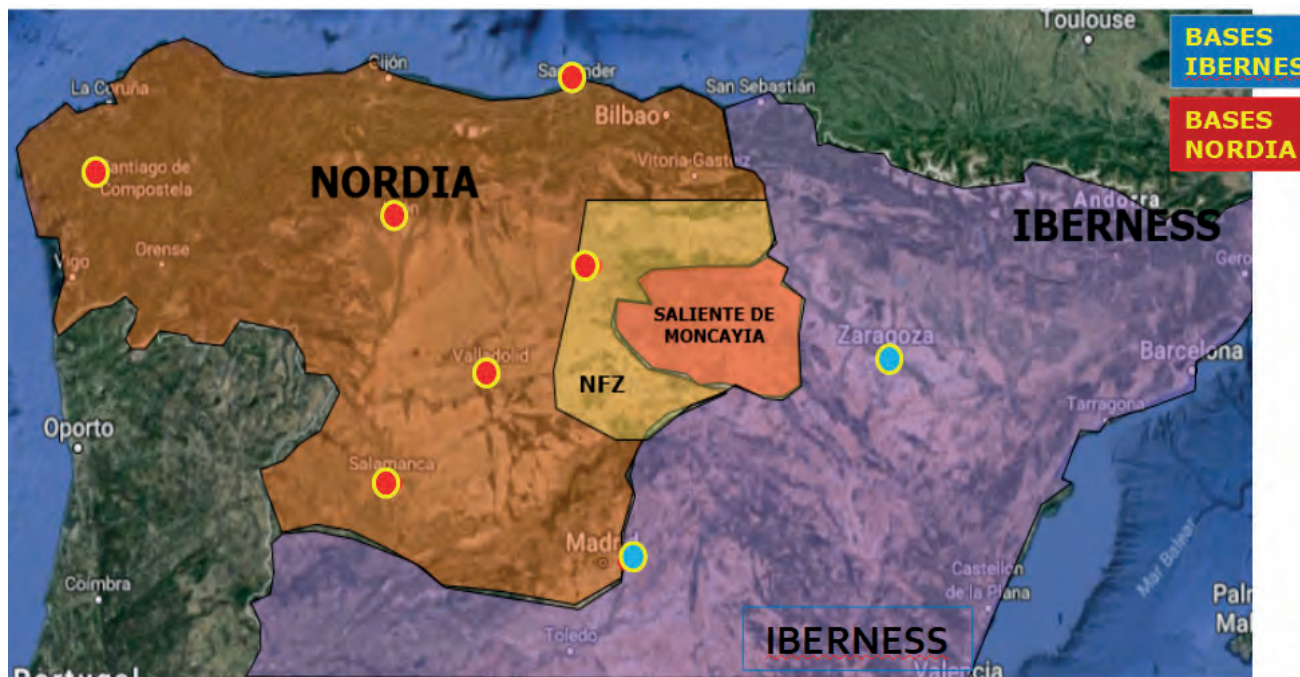 Toulouse
BASES
IBERNESS
BASES
NORDIA
La Coruña
Gijón
San Sebastián
Bilbao
Vitoria-Gasteiz
Santiago de
Compostela
NORDIA
Andorra
IBERNESS
Vigo
Orense
Gero
SALIENTE DE
MONCAYIA
Zaragoza
Barcelona
Valladolid
NFZ
Tarragona
Oporto
Salamanca
Madrid
Mar Balear
Coimbra
Castellón
de la Plana
Toledo
IBERNESS
Valencia
Portugal